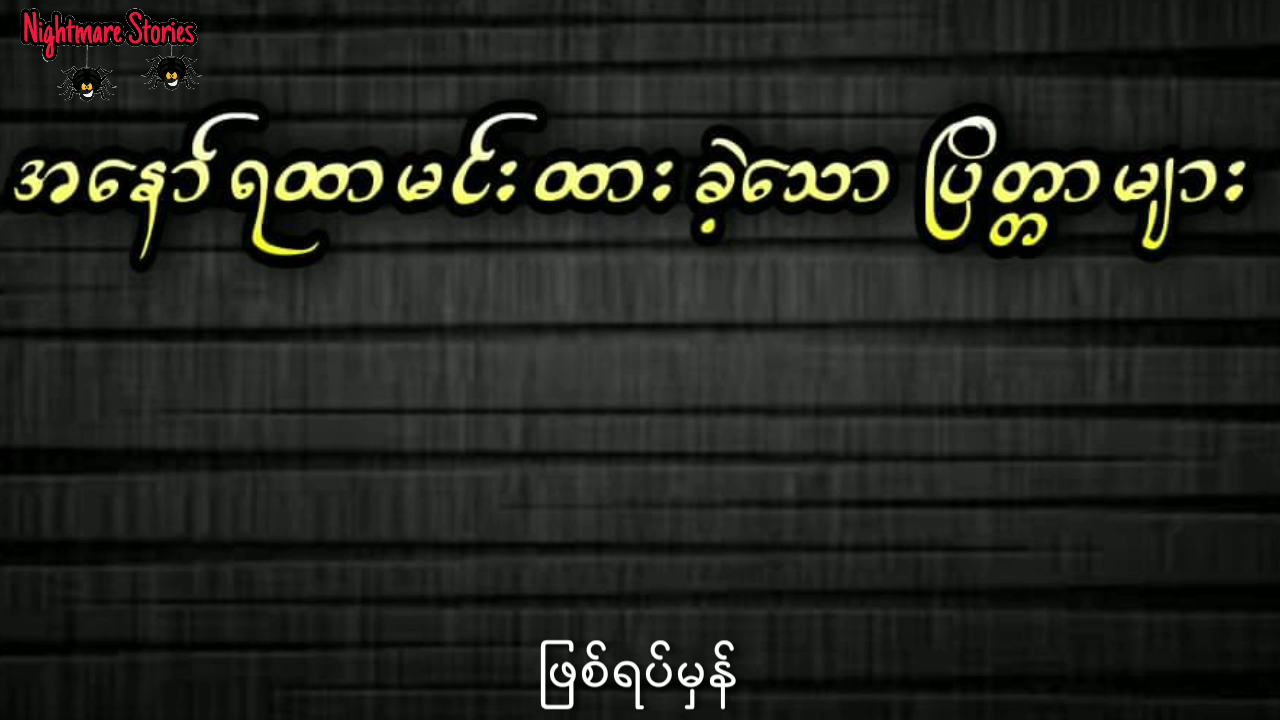 Nightmare Stories
အနော်ရထာမင်းထားခဲ့သော ပြိတ္တာများ
ဖြစ်ရပ်မှန်